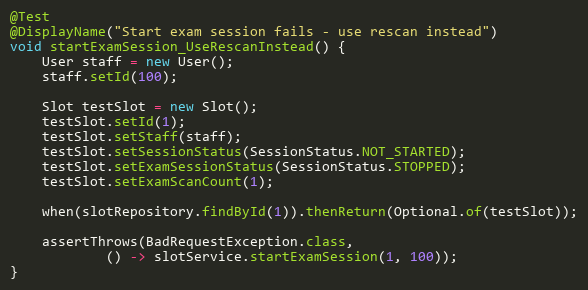 @Test
@DisplayName("Start exam session fails - use rescan instead")
void startExamSession_UseRescanInstead() {
    User staff = new User();
    staff.setId(100);

    Slot testSlot = new Slot();
    testSlot.setId(1);
    testSlot.setStaff(staff);
    testSlot.setSessionStatus(SessionStatus.NOT_STARTED);
    testSlot.setExamSessionStatus(SessionStatus.STOPPED);
    testSlot.setExamScanCount(1);

    when(slotRepository.findById(1)).thenReturn(Optional.of(testSlot));

    assertThrows(BadRequestException.class,
            () -> slotService.startExamSession(1, 100));
}